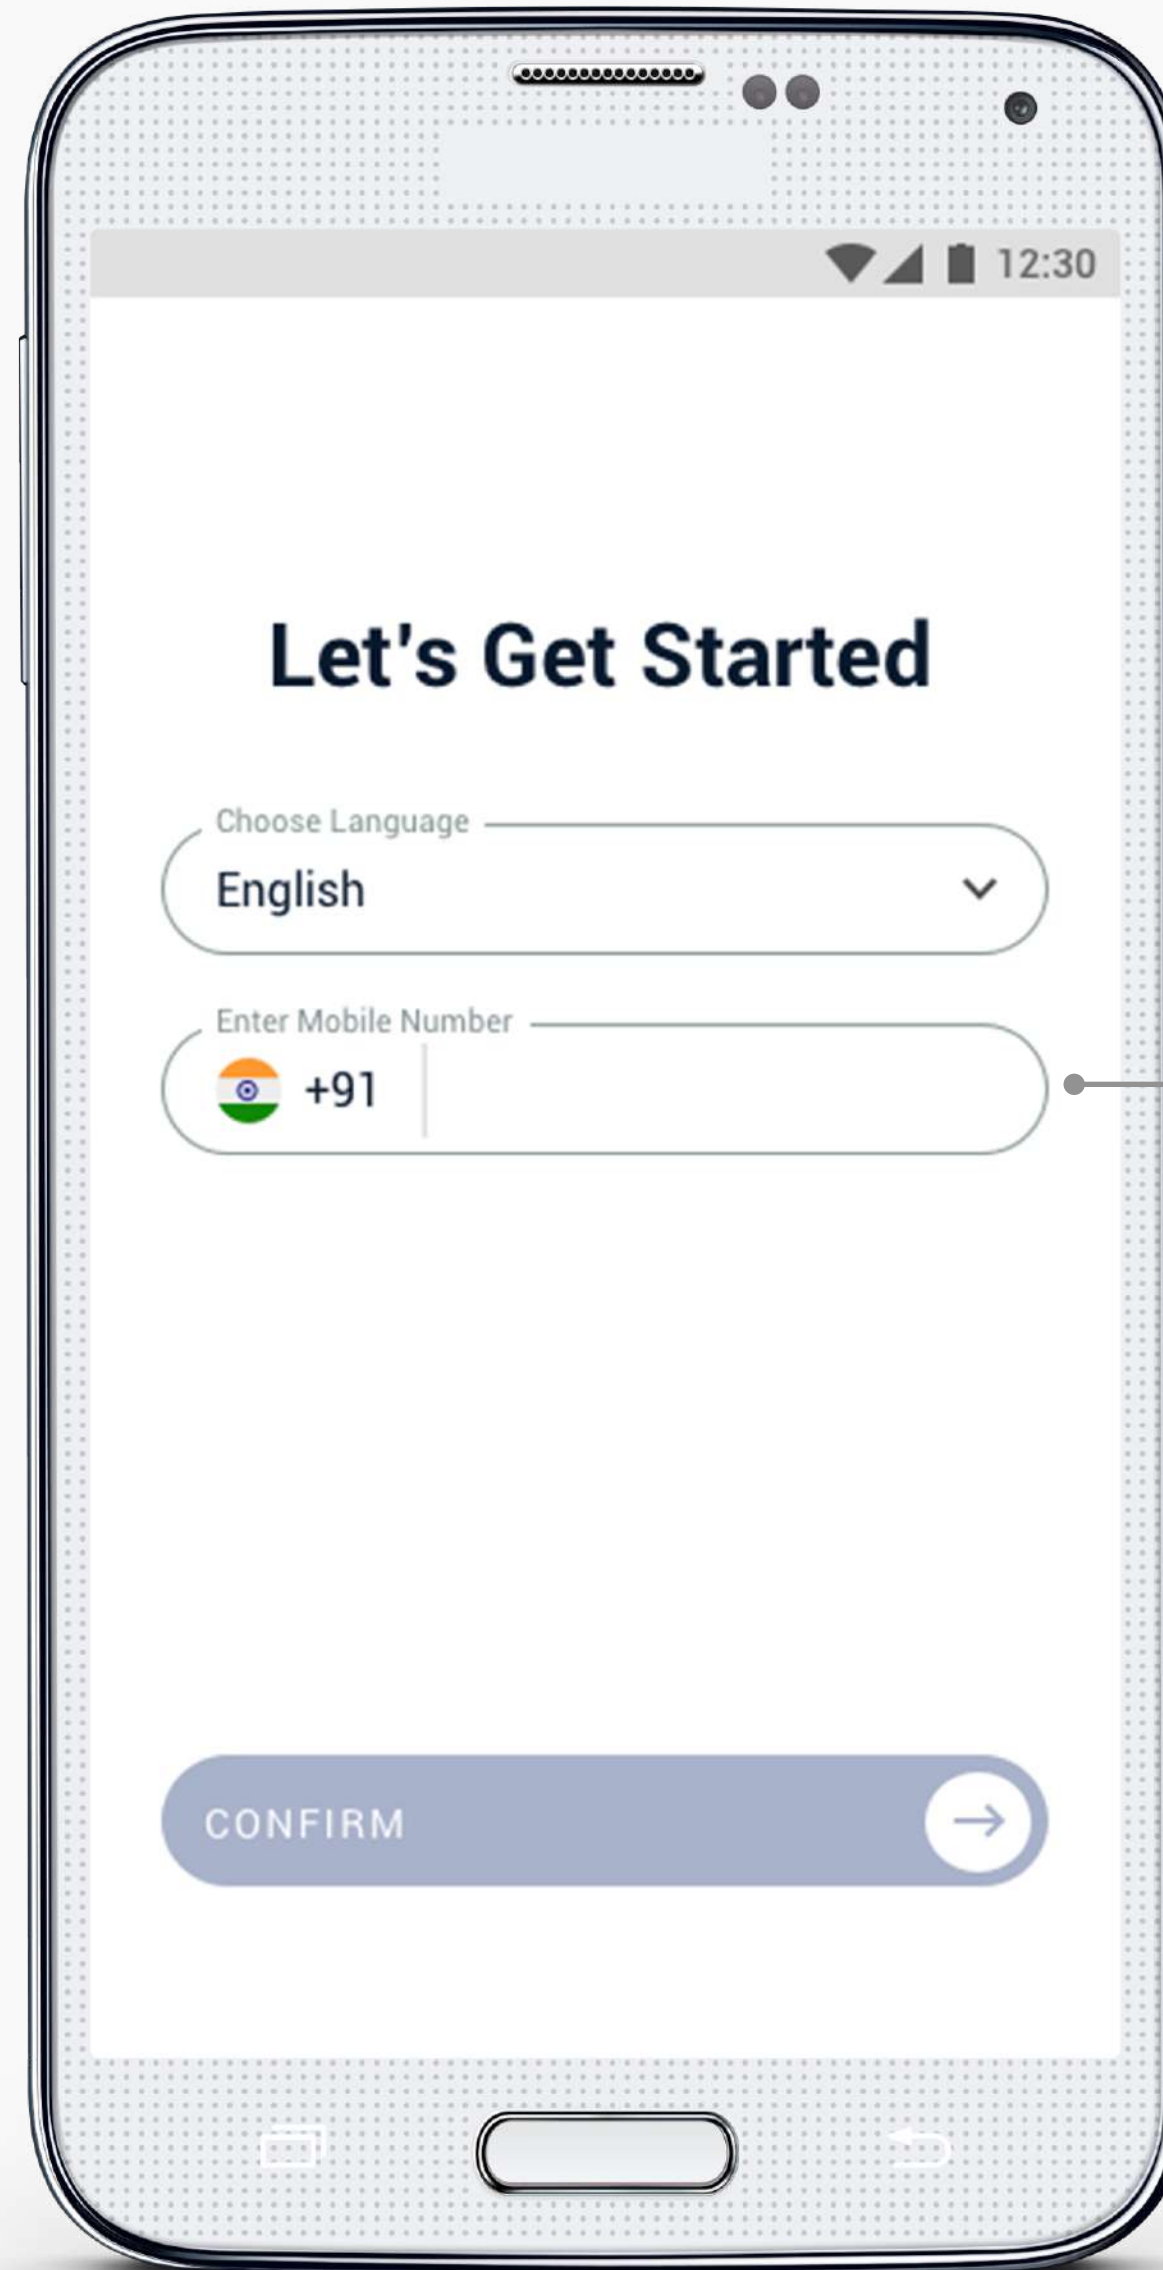 12:30
Let's Get Started
Choose Language
English
Enter Mobile Number
+91
CONFIRM